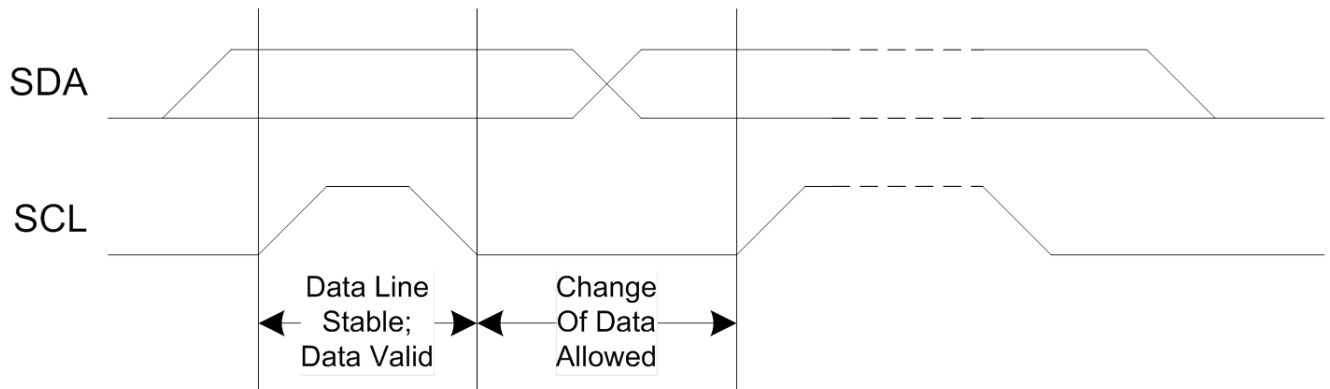 SDA
SCL
Data Line
Stable;
Data Valid
Change
Of Data
Allowed